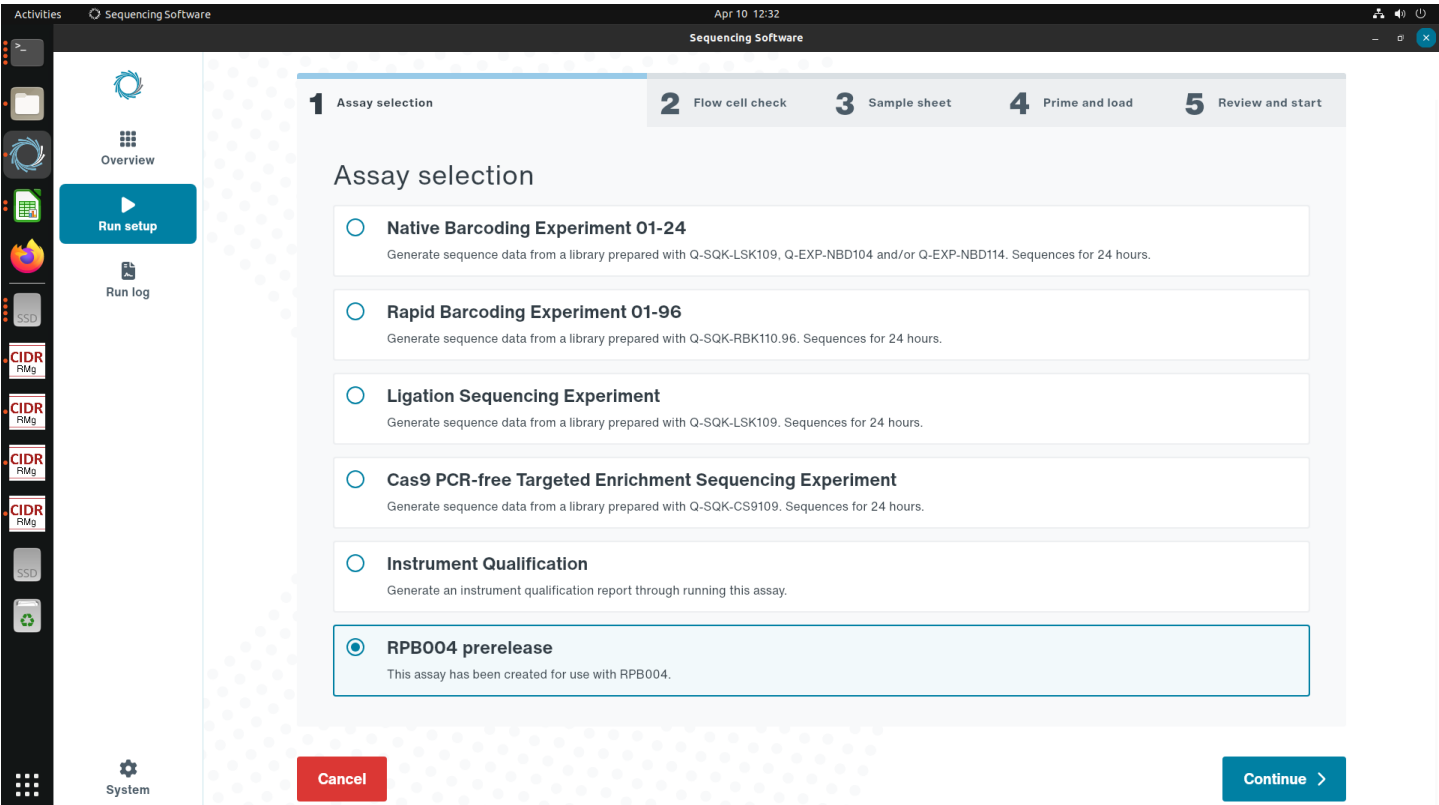 Activities
Sequencing Software
Apr 10 12:32
Sequencing Software
Overview
Run setup
Run log
System
SSD
CIDR
RMg
CIDR
RMg
CIDR
RMg
CIDR
RMg
SSD
1 Assay selection
2 Flow cell check
3 Sample sheet
4 Prime and load
5 Review and start
Assay selection
Native Barcoding Experiment 01-24
Generate sequence data from a library prepared with Q-SQK-LSK109, Q-EXP-NBD104 and/or Q-EXP-NBD114. Sequences for 24 hours.
Rapid Barcoding Experiment 01-96
Generate sequence data from a library prepared with Q-SQK-RBK110.96. Sequences for 24 hours.
Ligation Sequencing Experiment
Generate sequence data from a library prepared with Q-SQK-LSK109. Sequences for 24 hours.
Cas9 PCR-free Targeted Enrichment Sequencing Experiment
Generate sequence data from a library prepared with Q-SQK-CS9109. Sequences for 24 hours.
Instrument Qualification
Generate an instrument qualification report through running this assay.
RPB004 prerelease
This assay has been created for use with RPB004.
Cancel
Continue